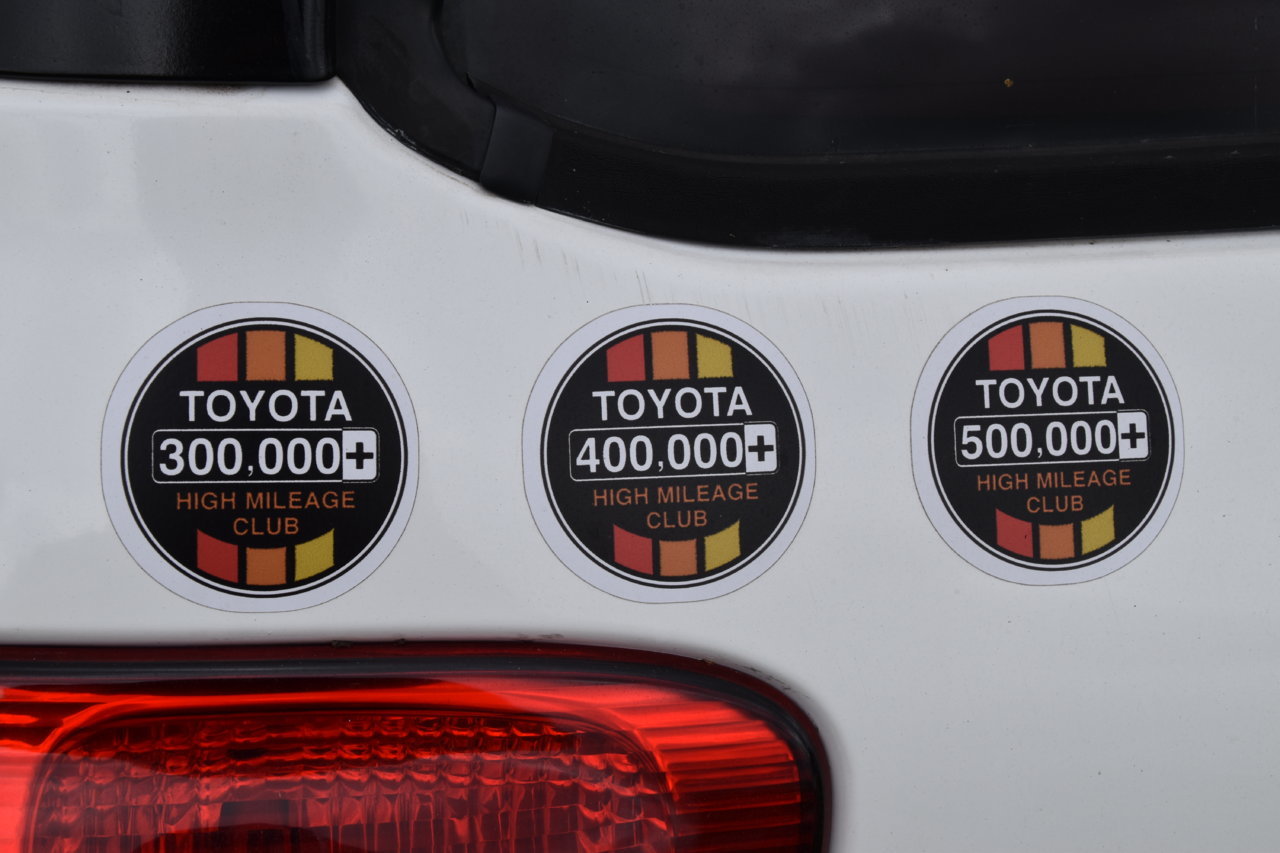 TOYOTA
300,000+
HIGH MILEAGE
CLUB
TOYOTA
400,000+
HIGH MILEAGE
CLUB
TOYOTA
500,000+
HIGH MILEAGE
CLUB